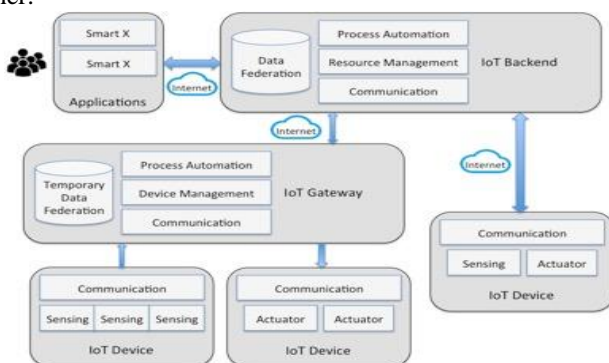 Smart X
Smart X
Applications
Internet
Data
Federation
Process Automation
Resource Management
Communication
IoT Backend
Internet
Internet
Temporary
Data
Federation
Process Automation
Device Management
Communication
IoT Gateway
Communication
Sensing Sensing Sensing
IoT Device
Communication
Actuator Actuator
IoT Device
Communication
Sensing Actuator
IoT Device